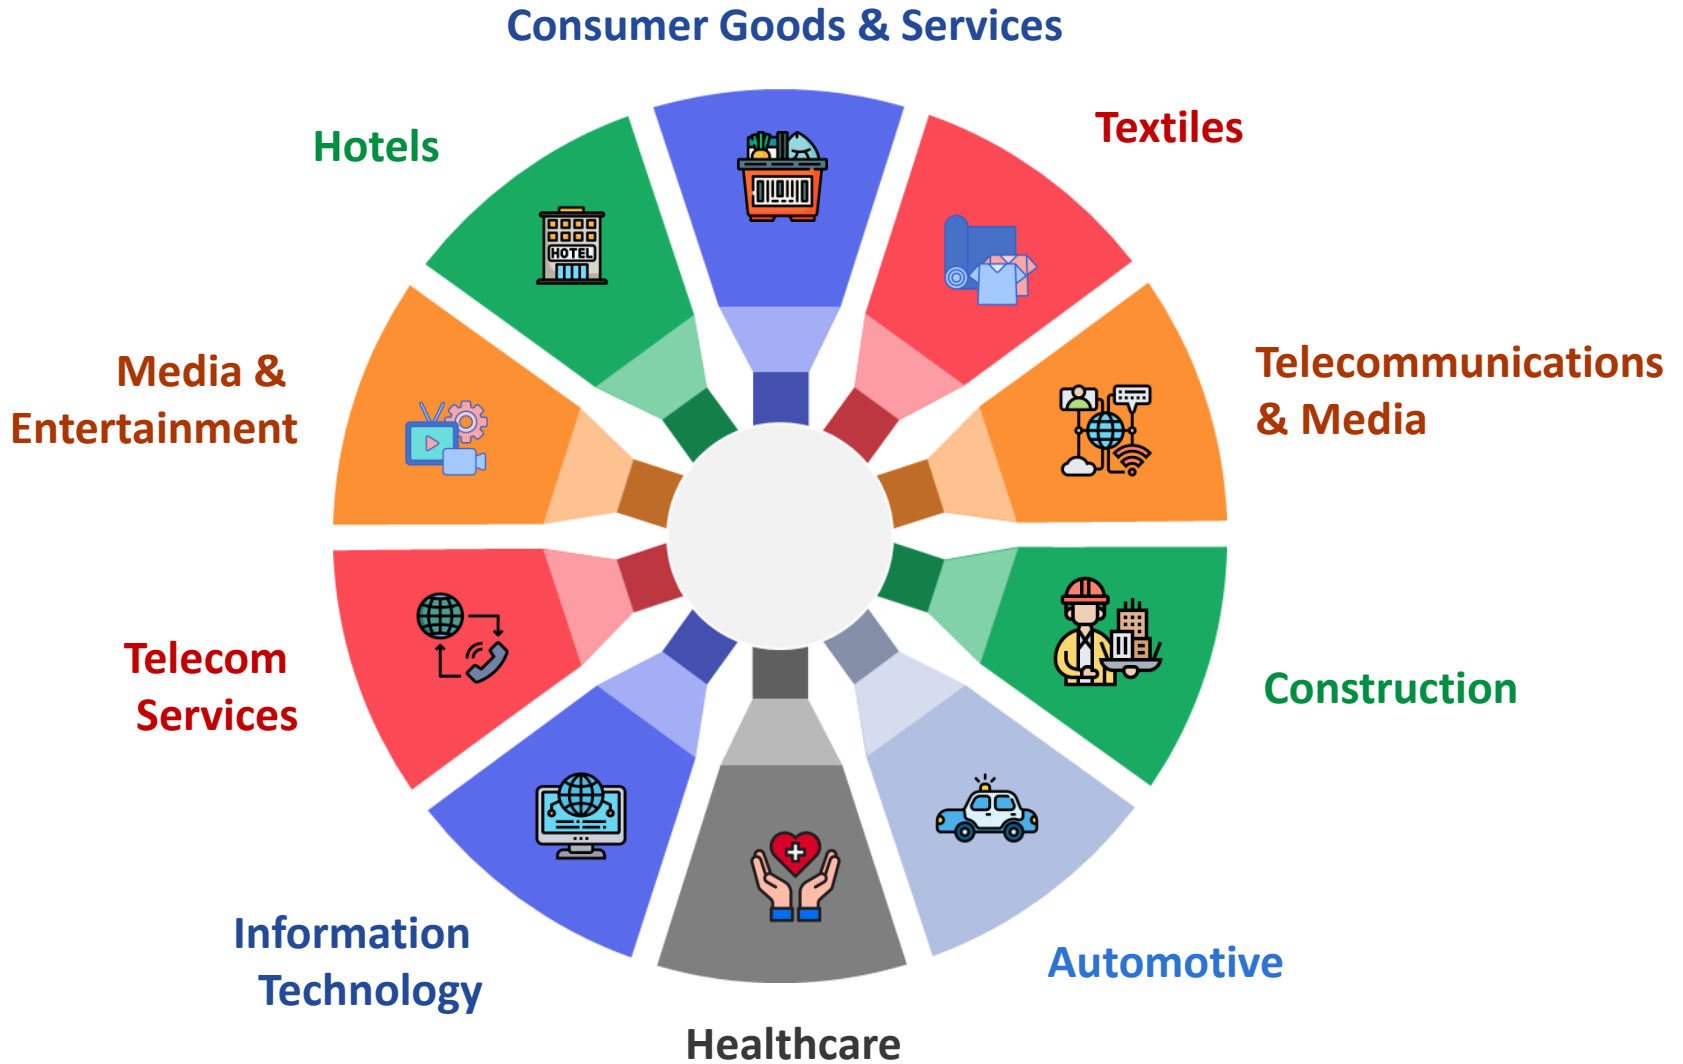 Consumer Goods & Services
Textiles
Hotels
HOTEL
Telecommunications
& Media
Media &
Entertainment
Telecom
Services
Construction
Information
Technology
Automotive
Healthcare